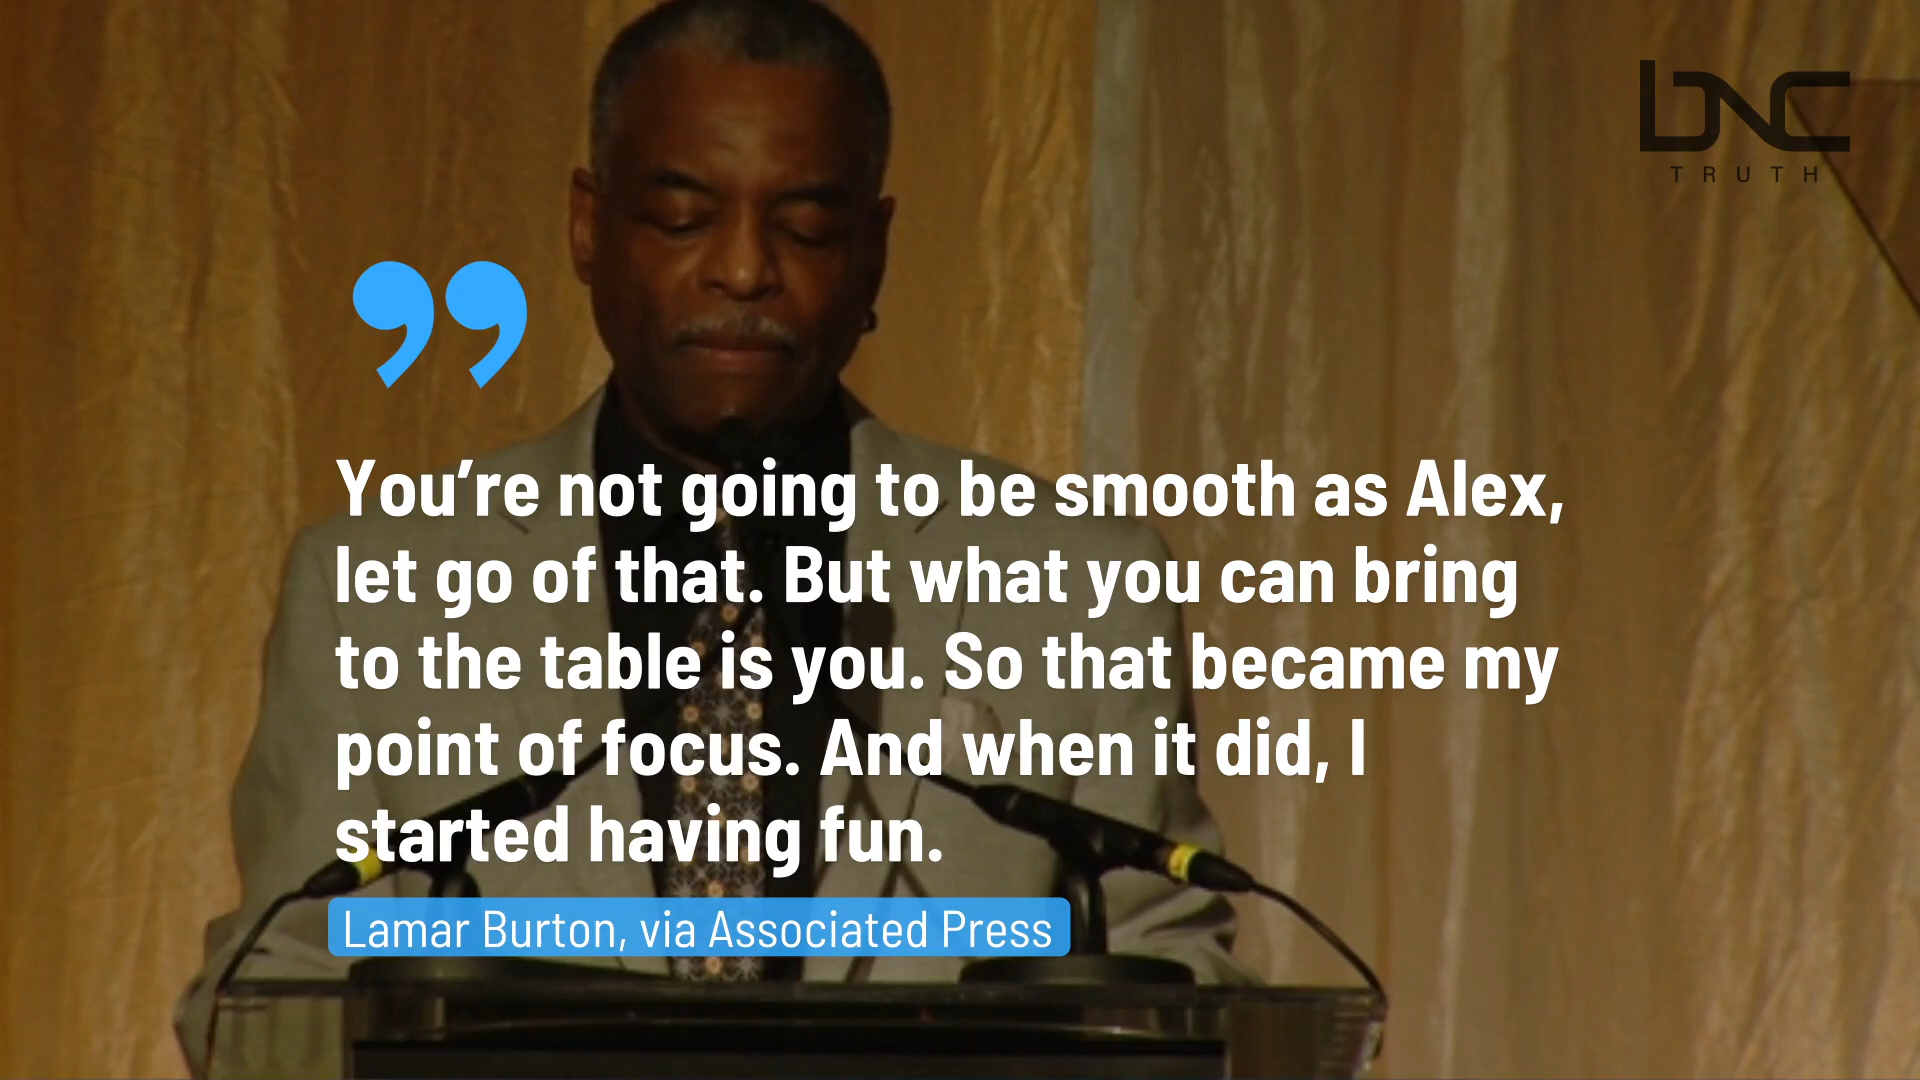 bNC
TRUTH
You’re not going to be smooth as Alex,
let go of that. But what you can bring
to the table is you. So that became my
point of focus. And when it did, I
started having fun.
Lamar Burton, via Associated Press